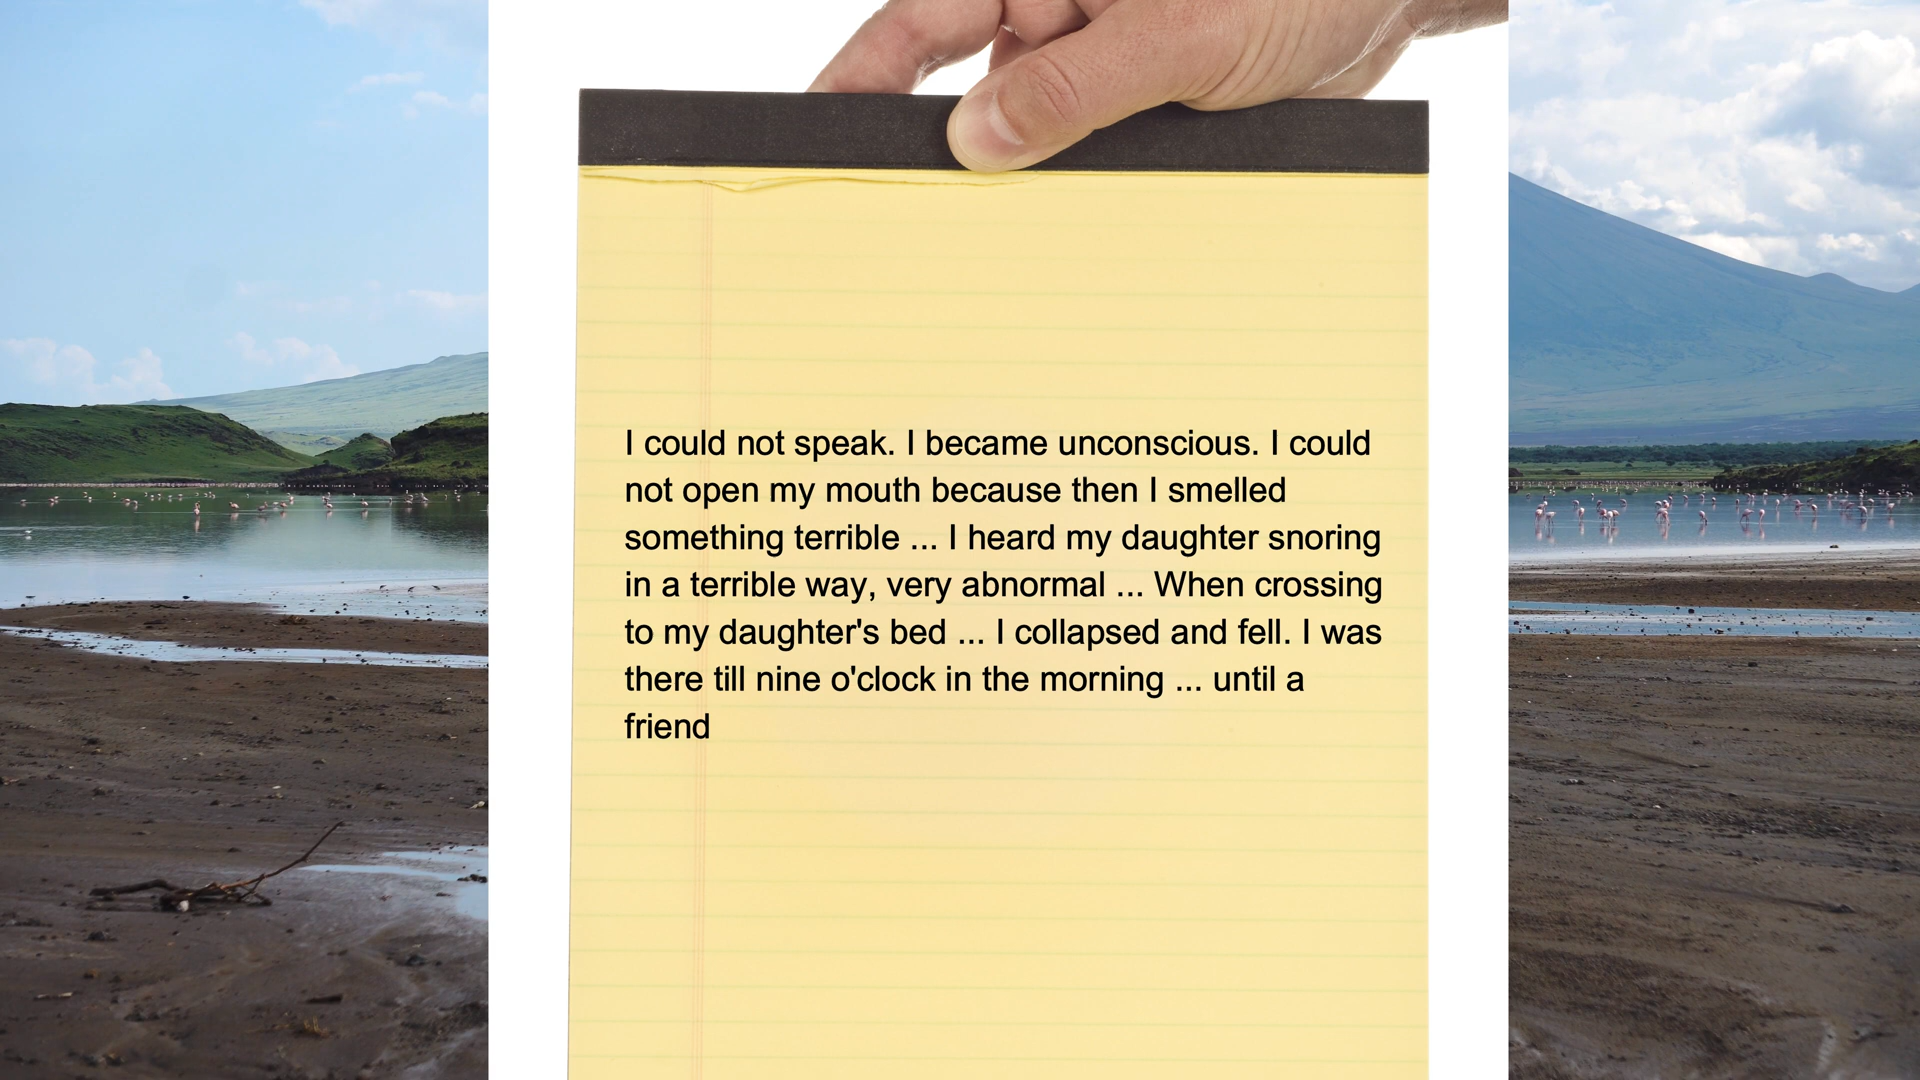 I could not speak. I became unconscious. I could
not open my mouth because then I smelled
something terrible ... I heard my daughter snoring
in a terrible way, very abnormal ... When crossing
to my daughter's bed ... I collapsed and fell. I was
there till nine o'clock in the morning ... until a
friend